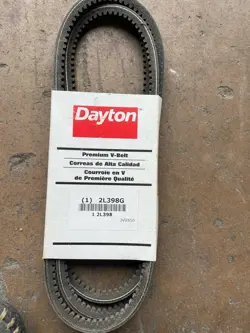 Dayton
Premium V-Belt
Correas de Alta Calidad
Courroie en V
de Première Qualité
(1) 2L398G
1 2L398